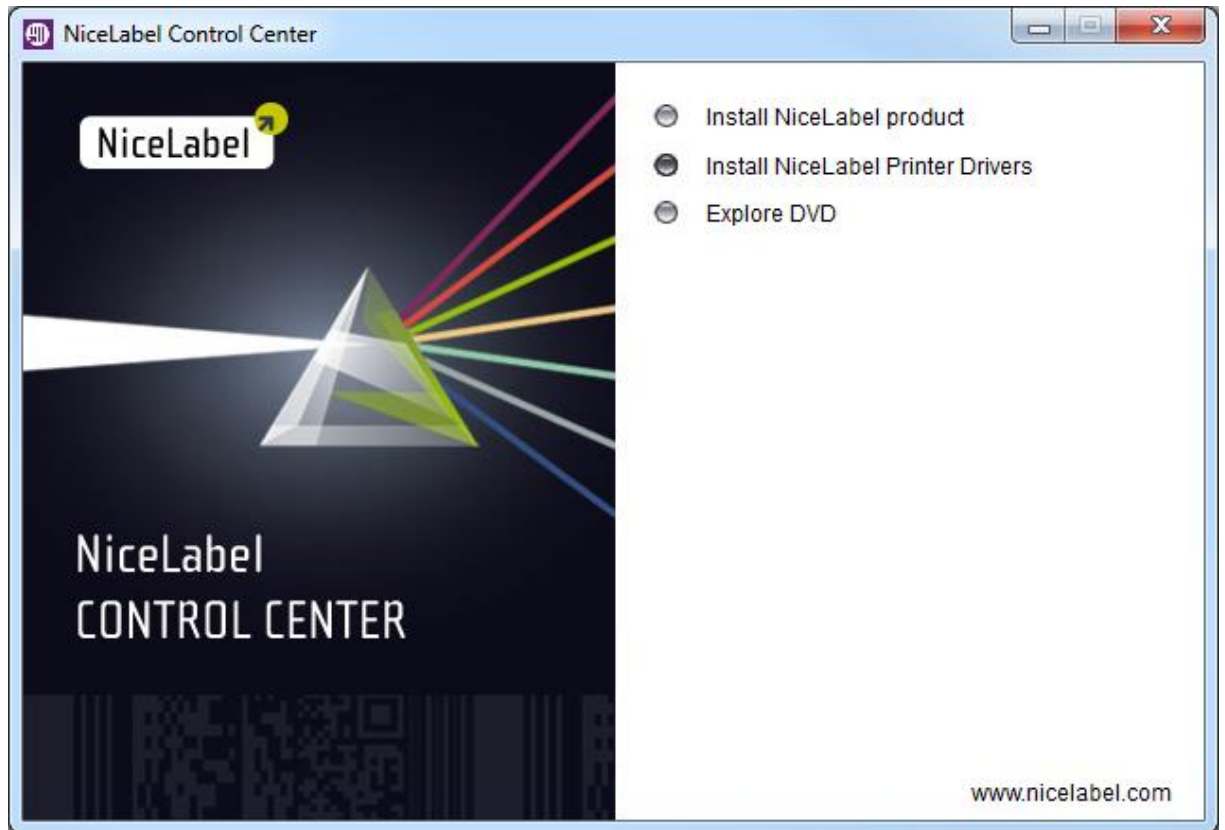 NiceLabel Control Center
NiceLabel
Install NiceLabel product
Install NiceLabel Printer Drivers
Explore DVD
NiceLabel
CONTROL CENTER
www.nicelabel.com